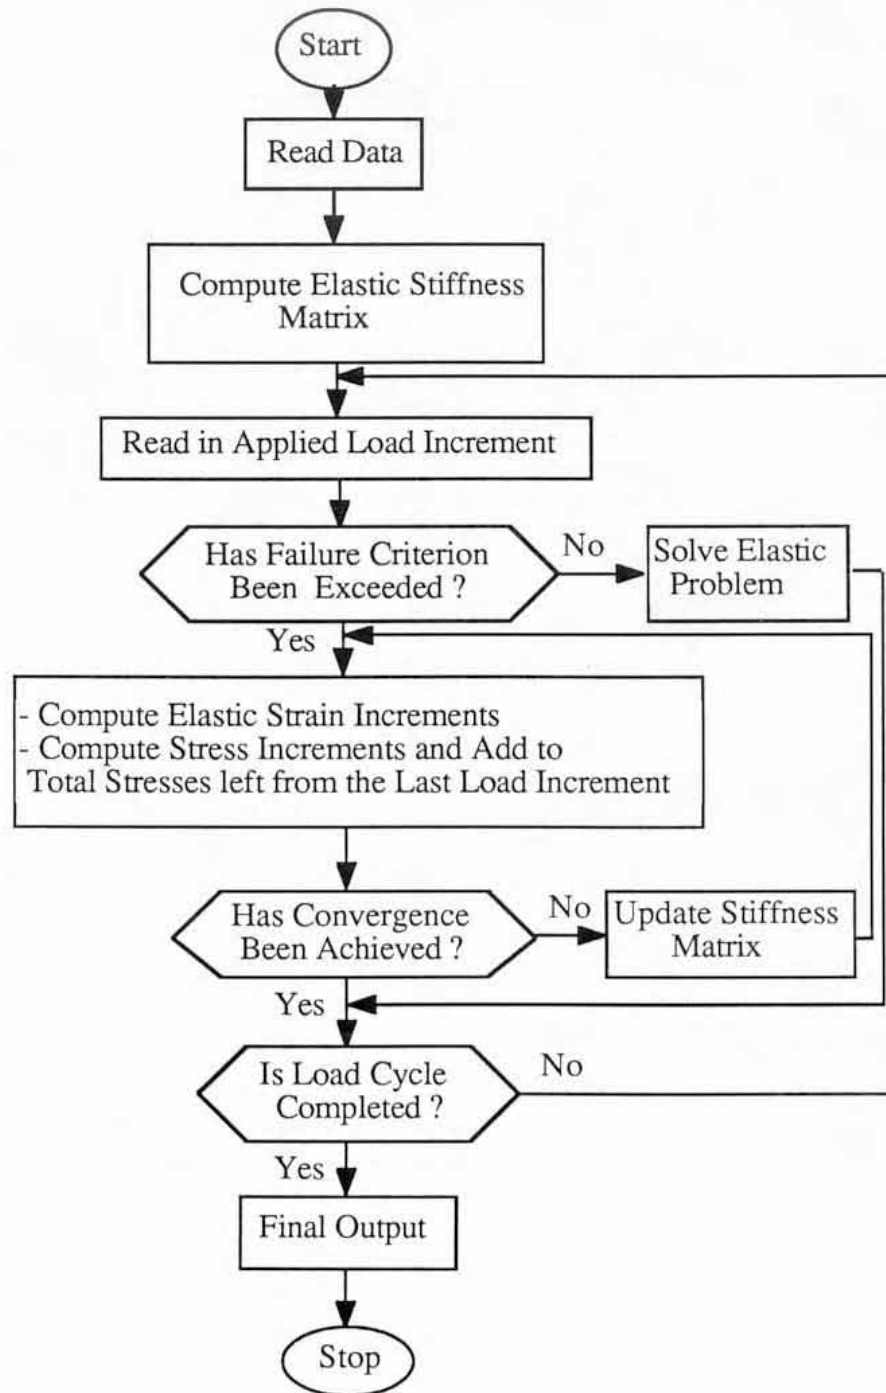 Start
Read Data
Compute Elastic Stiffness
Matrix
Read in Applied Load Increment
Has Failure Criterion
Been Exceeded ?
No
Solve Elastic
Problem
Yes
- Compute Elastic Strain Increments
- Compute Stress Increments and Add to
Total Stresses left from the Last Load Increment
Has Convergence
Been Achieved ?
No
Update Stiffness
Matrix
Yes
Is Load Cycle
Completed ?
No
Yes
Final Output
Stop